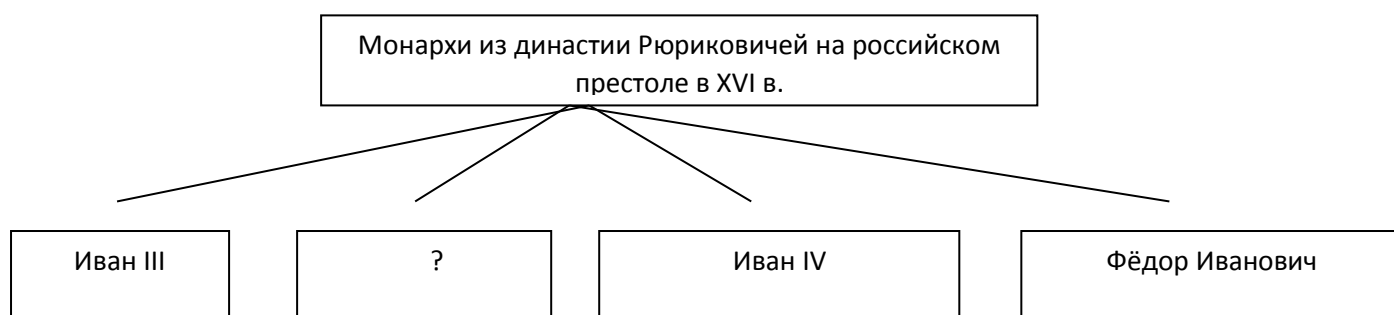 Монархи из династии Рюриковичей на российском
престоле в XVI в.
Иван III
?
Иван IV
Фёдор Иванович